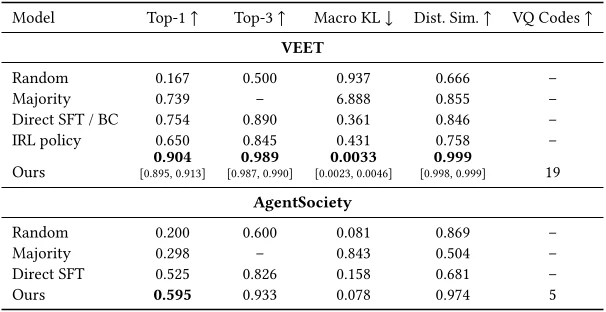 Model Top-1 ↑ Top-3 ↑ Macro KL ↓ Dist. Sim. ↑ VQ Codes ↑
VEET
Random 0.167 0.500 0.937 0.666 –
Majority 0.739 – 6.888 0.855 –
Direct SFT / BC 0.754 0.890 0.361 0.846 –
IRL policy 0.650 0.845 0.431 0.758 –
0.904 0.989 0.0033 0.999
Ours [0.895, 0.913] [0.987, 0.990] [0.0023, 0.0046] [0.998, 0.999] 19
AgentSociety
Random 0.200 0.600 0.081 0.869 –
Majority 0.298 – 0.843 0.504 –
Direct SFT 0.525 0.826 0.158 0.681 –
Ours 0.595 0.933 0.078 0.974 5